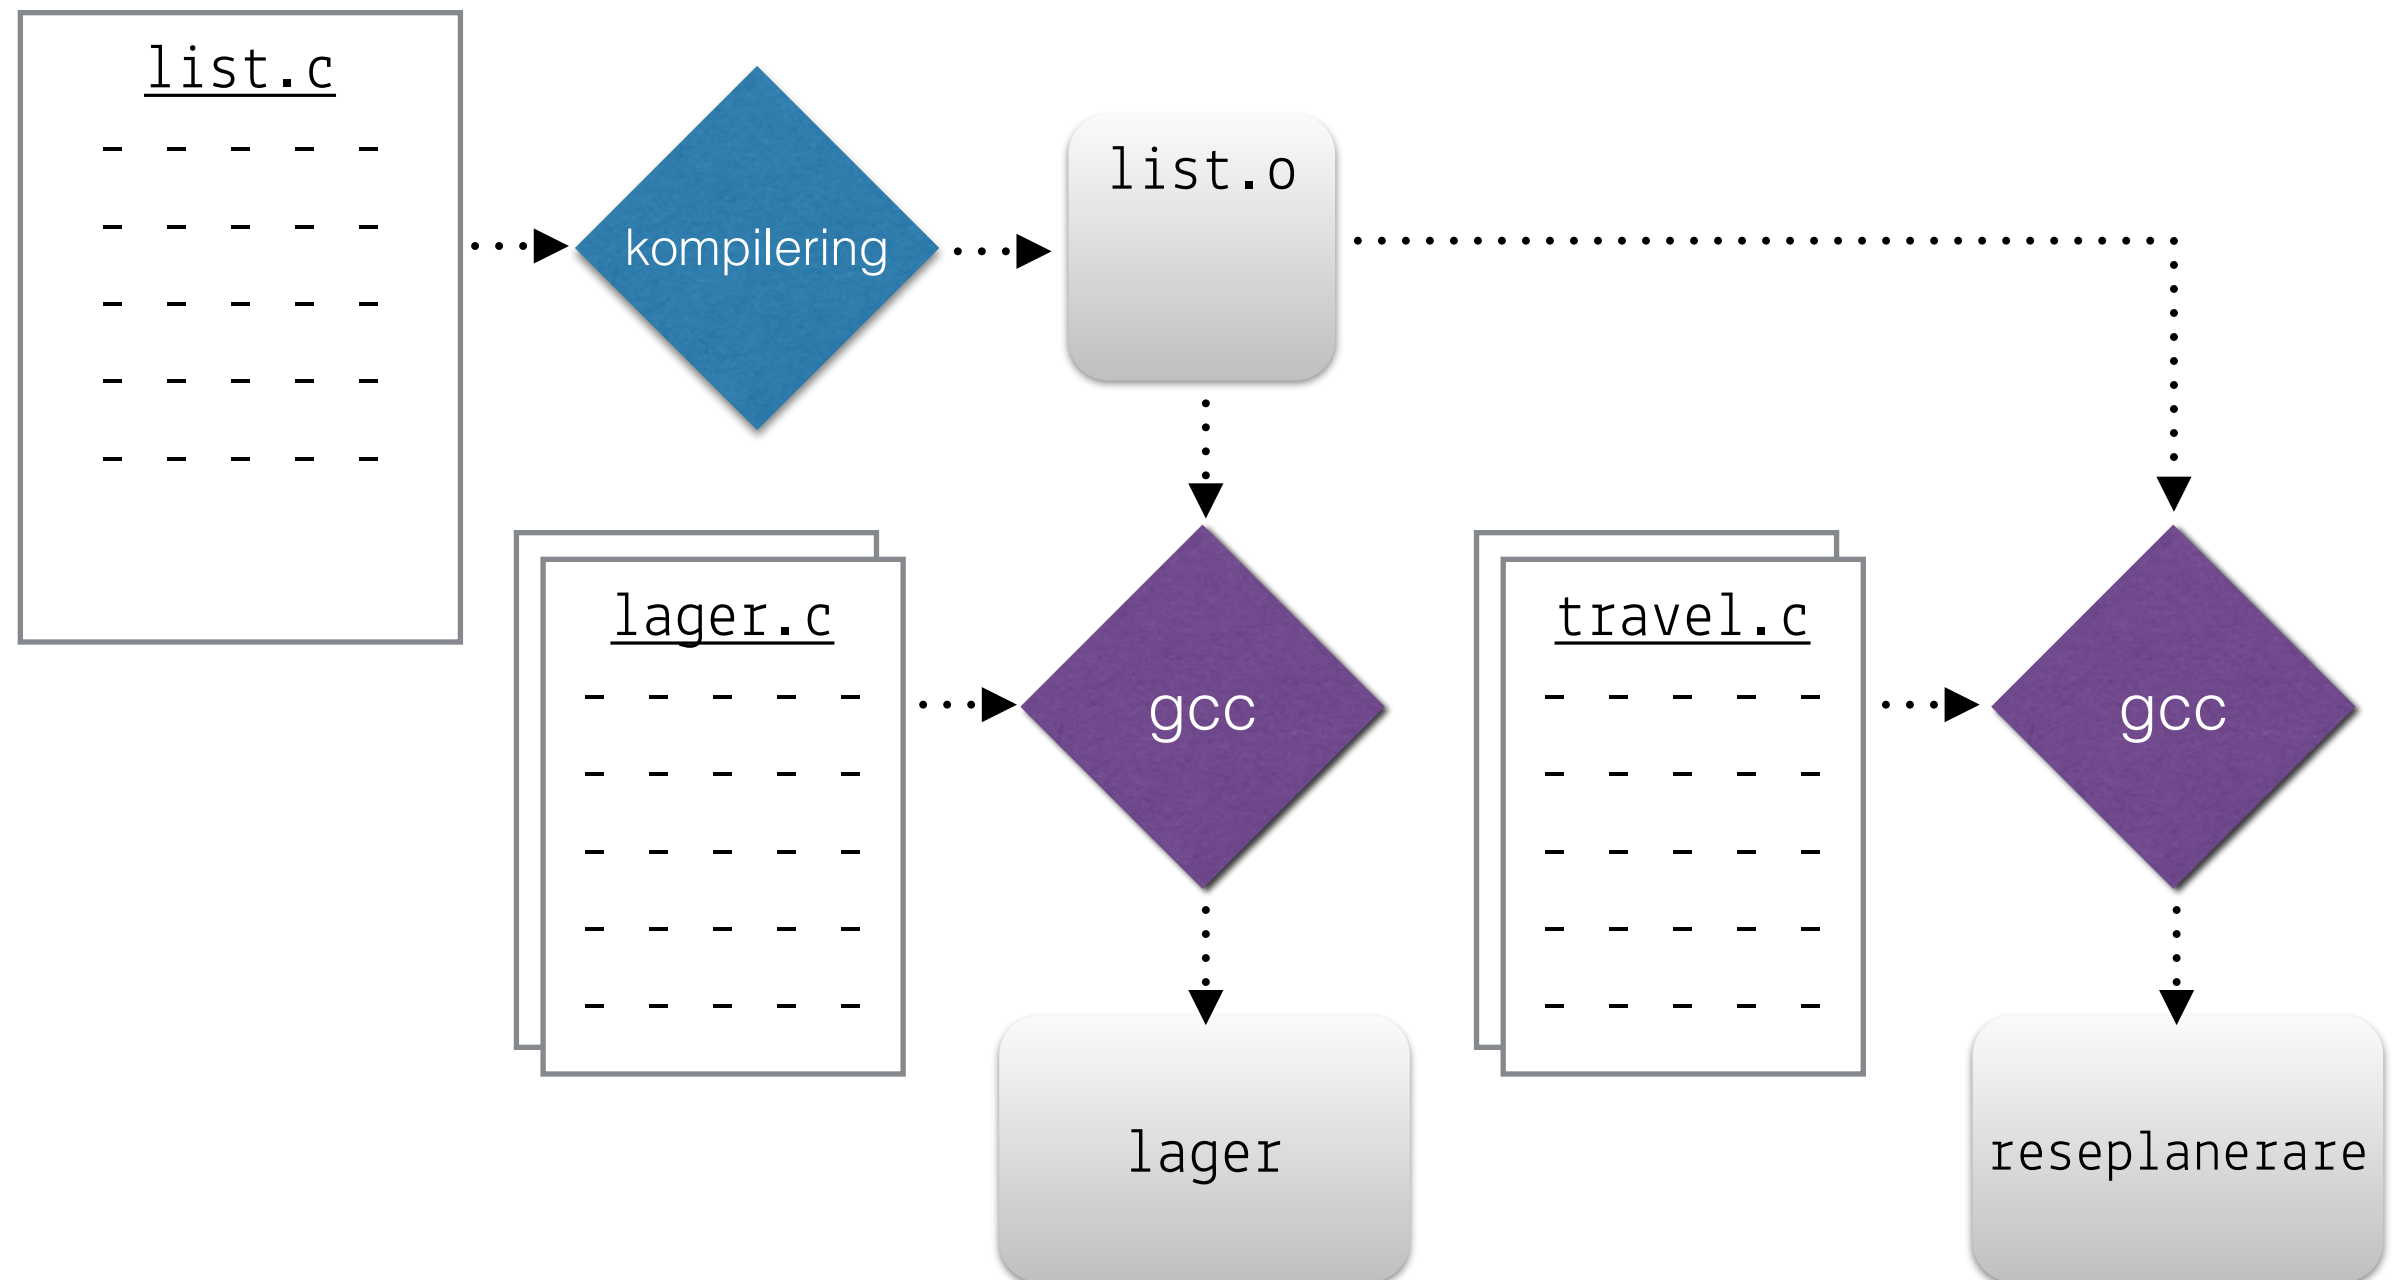 list.c
kompilering
list.o
lager.c
gcc
travel.c
gcc
lager
reseplanerare